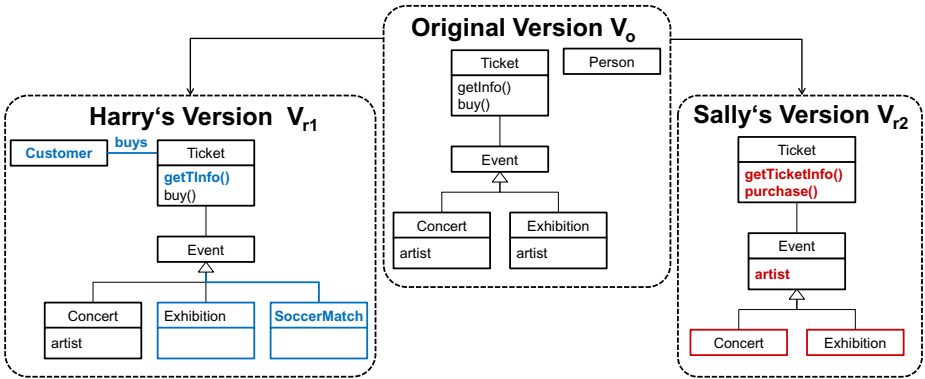 Original Version Vo
Ticket
getInfo()
buy()
Person
Event
Concert
artist
Exhibition
artist
Harry‘s Version Vr1
Customer
buys
Ticket
getTInfo()
buy()
Event
Concert
artist
Exhibition
SoccerMatch
Sally‘s Version Vr2
Ticket
getTicketInfo()
purchase()
Event
artist
Concert
Exhibition